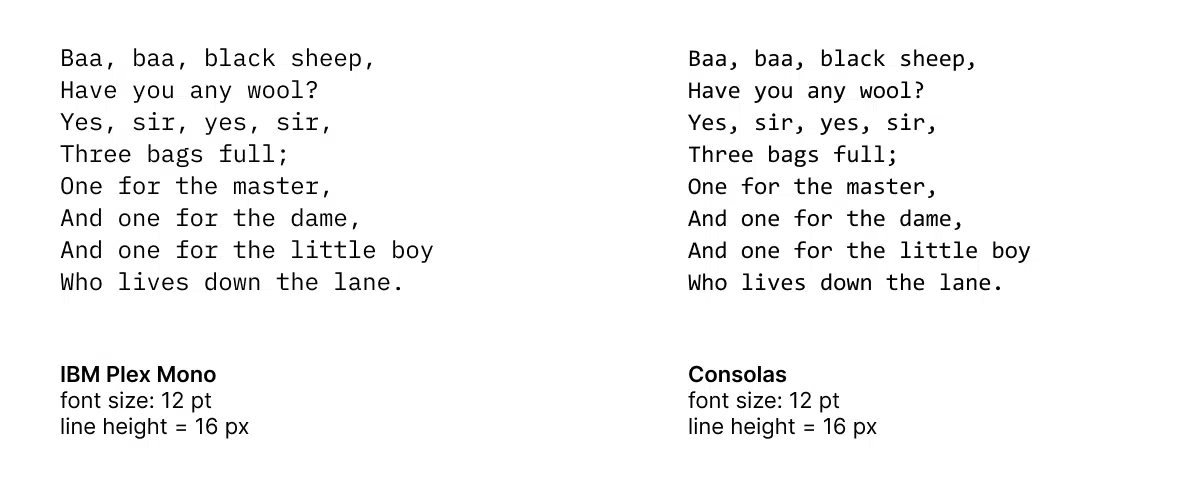 Baa, baa, black sheep,
Have you any wool?
Yes, sir, yes, sir,
Three bags full;
One for the master,
And one for the dame,
And one for the little boy
Who lives down the lane.
IBM Plex Mono
font size: 12 pt
line height = 16 px
Baa, baa, black sheep,
Have you any wool?
Yes, sir, yes, sir,
Three bags full;
One for the master,
And one for the dame,
And one for the little boy
Who lives down the lane.
Consolas
font size: 12 pt
line height = 16 px